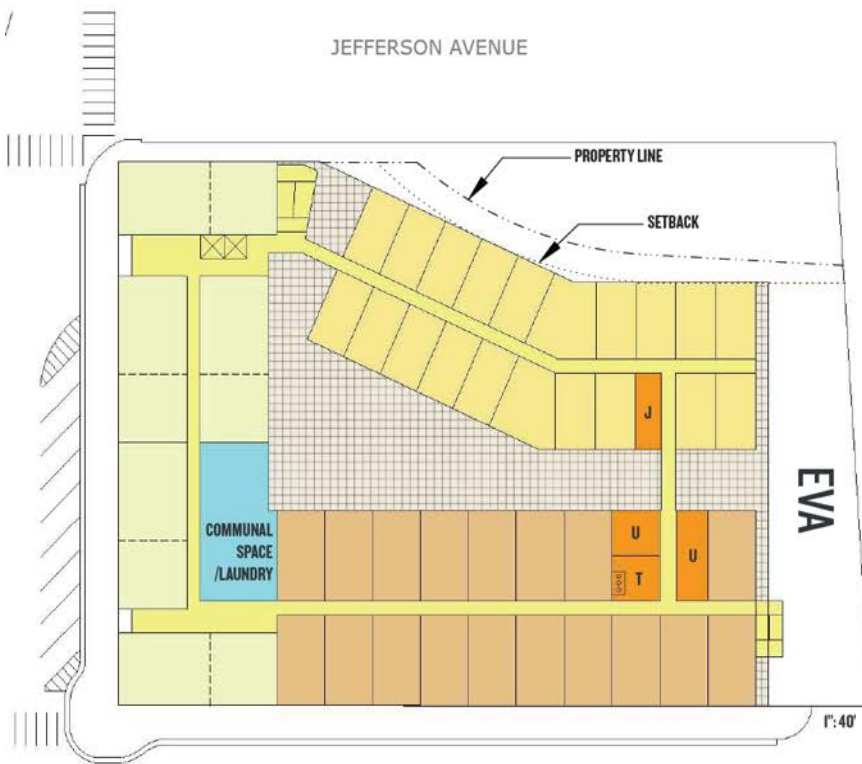 JEFFERSON AVENUE
PROPERTY LINE
SETBACK
J
EVA
COMMUNAL
SPACE
/LAUNDRY
U
U
T
1": 40'